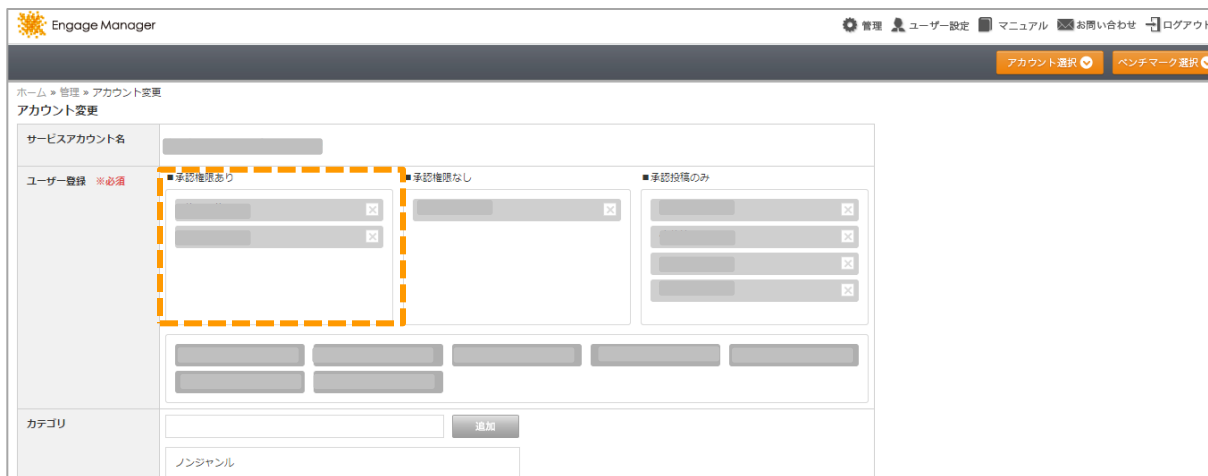 Engage Manager
管理 ユーザー設定 マニュアル お問い合わせ ログアウト
アカウント選択 ベンチマーク選択
ホーム » 管理 » アカウント変更
アカウント変更
サービスアカウント名
ユーザー登録 ※必須
■承認権限あり
■承認権限なし
■承認投稿のみ
カテゴリ
追加
ノンジャンル